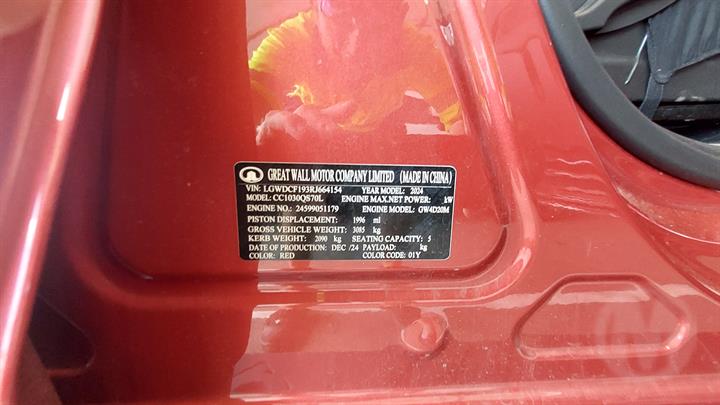 GREAT WALL MOTOR COMPANY LIMITED (MADE IN CHINA)
VIN: LGWDCF193RJ664154 YEAR MODEL: 2024
MODEL: CC1030QS70L ENGINE MAX.NET POWER: kW
ENGINE NO.: 24599051179 ENGINE MODEL: GW4D20M
PISTON DISPLACEMENT: 1996 ml
GROSS VEHICLE WEIGHT: 3085 kg
KERB WEIGHT: 2090 kg SEATING CAPACITY: 5
DATE OF PRODUCTION: DEC /24 PAYLOAD: kg
COLOR: RED COLOR CODE: 01Y